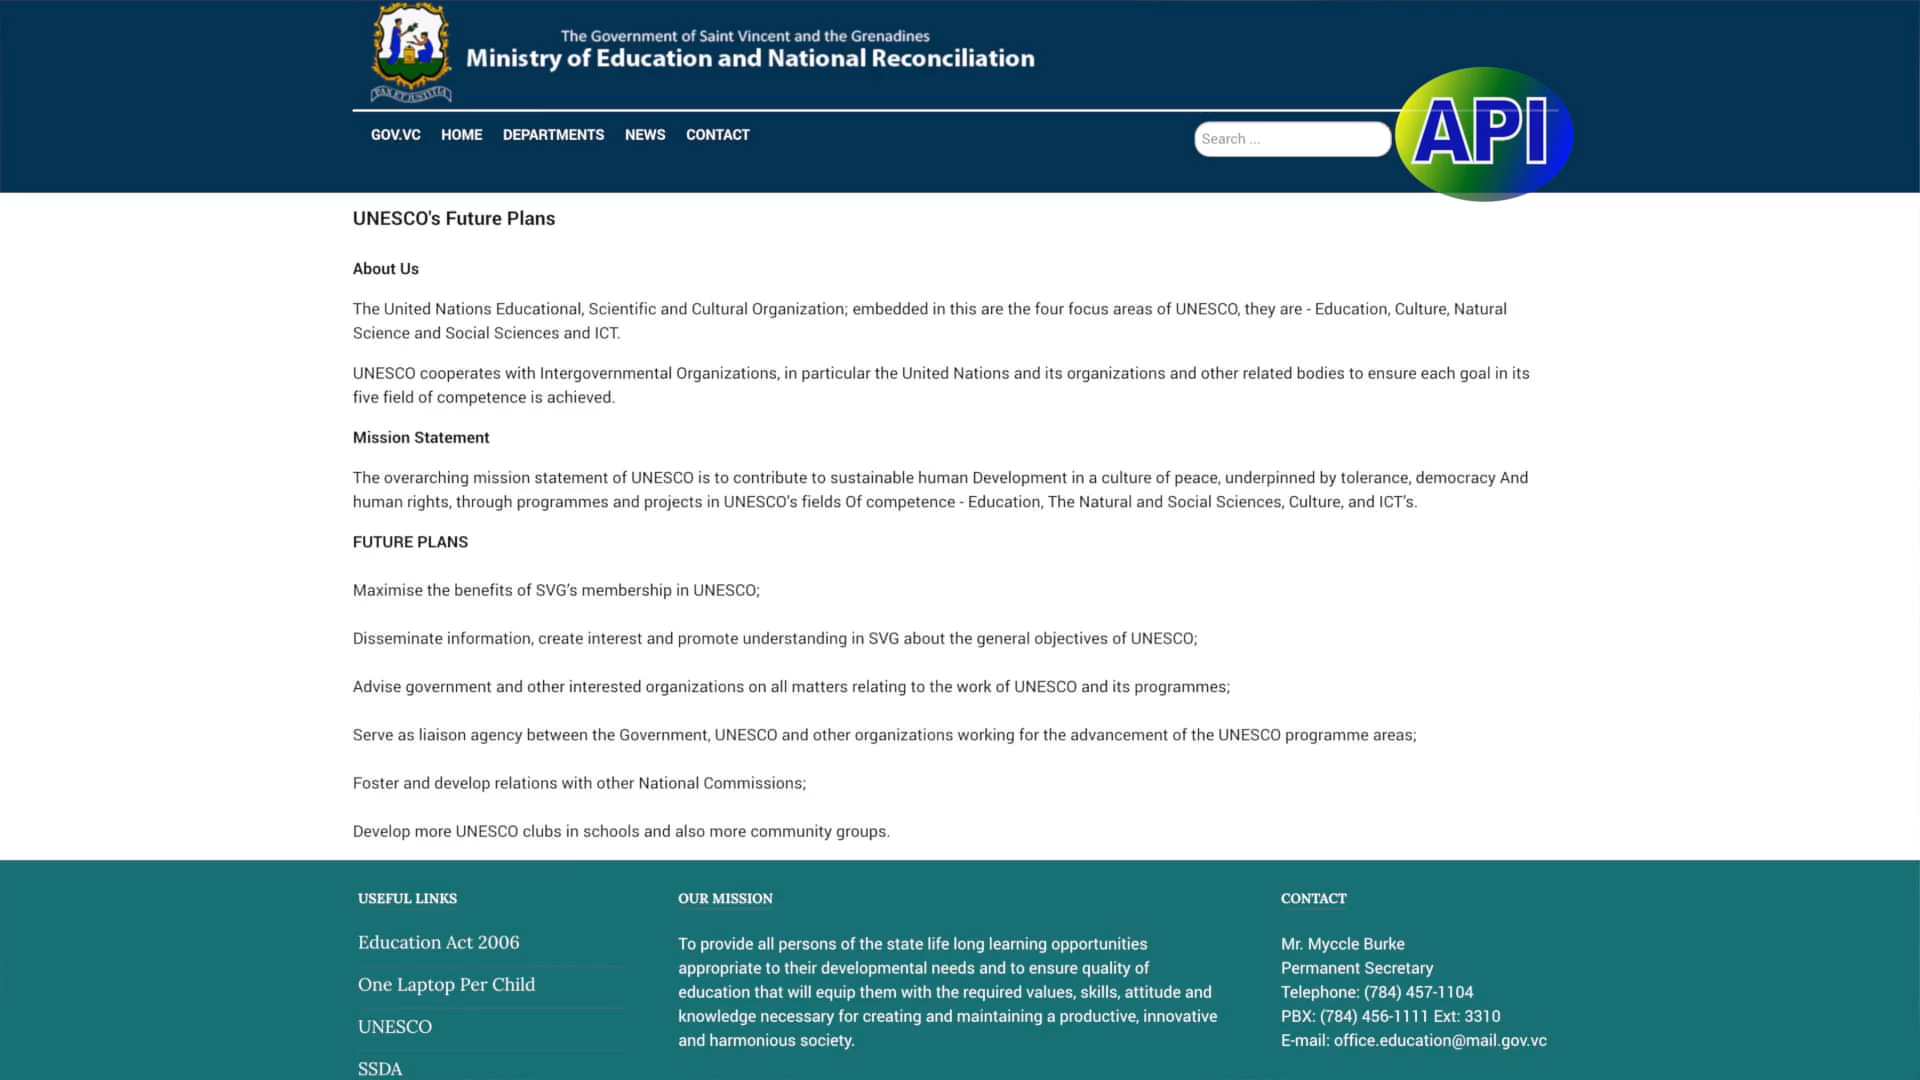 The Government of Saint Vincent and the Grenadines
Ministry of Education and National Reconciliation
PAX ET JUSTITIA
GOV.VC HOME DEPARTMENTS NEWS CONTACT
Search ...
API
UNESCO's Future Plans
About Us
The United Nations Educational, Scientific and Cultural Organization; embedded in this are the four focus areas of UNESCO, they are - Education, Culture, Natural
Science and Social Sciences and ICT.
UNESCO cooperates with Intergovernmental Organizations, in particular the United Nations and its organizations and other related bodies to ensure each goal in its
five field of competence is achieved.
Mission Statement
The overarching mission statement of UNESCO is to contribute to sustainable human Development in a culture of peace, underpinned by tolerance, democracy And
human rights, through programmes and projects in UNESCO's fields Of competence - Education, The Natural and Social Sciences, Culture, and ICT's.
FUTURE PLANS
Maximise the benefits of SVG's membership in UNESCO;
Disseminate information, create interest and promote understanding in SVG about the general objectives of UNESCO;
Advise government and other interested organizations on all matters relating to the work of UNESCO and its programmes;
Serve as liaison agency between the Government, UNESCO and other organizations working for the advancement of the UNESCO programme areas;
Foster and develop relations with other National Commissions;
Develop more UNESCO clubs in schools and also more community groups.
USEFUL LINKS
Education Act 2006
One Laptop Per Child
UNESCO
SSDA
OUR MISSION
To provide all persons of the state life long learning opportunities
appropriate to their developmental needs and to ensure quality of
education that will equip them with the required values, skills, attitude and
knowledge necessary for creating and maintaining a productive, innovative
and harmonious society.
CONTACT
Mr. Myccle Burke
Permanent Secretary
Telephone: (784) 457-1104
PBX: (784) 456-1111 Ext: 3310
E-mail: office.education@mail.gov.vc